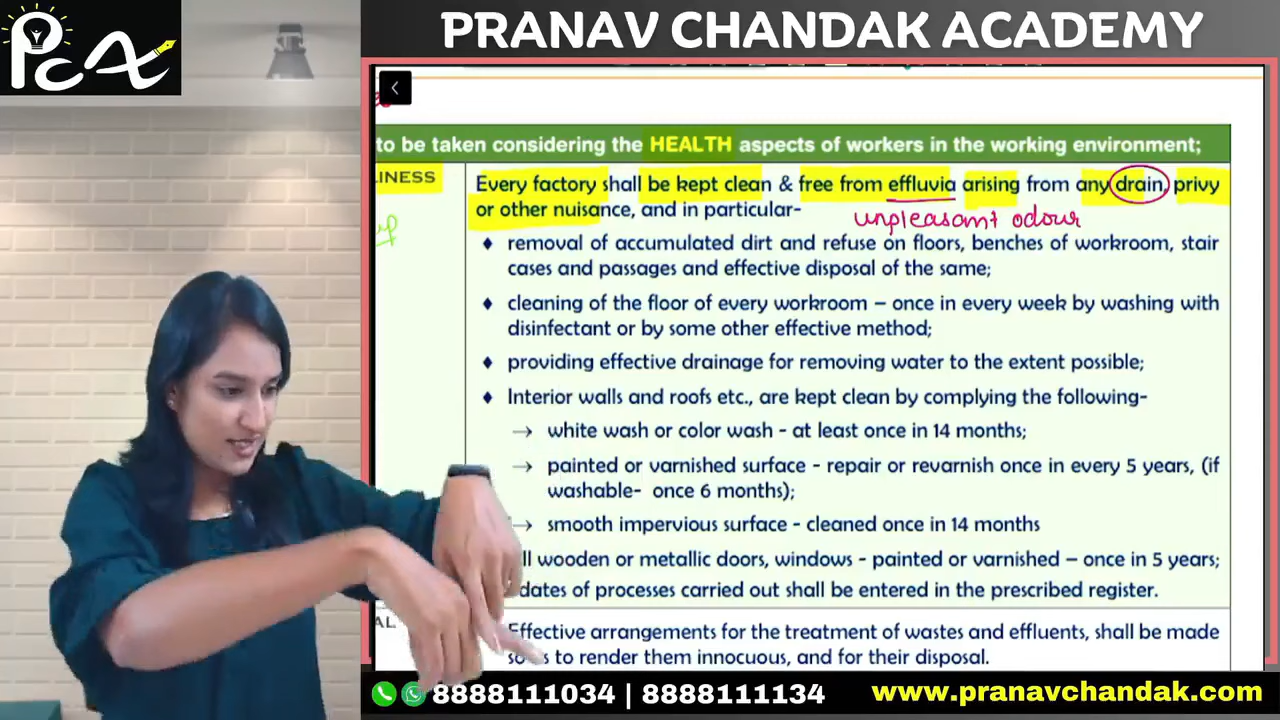 PCA
PRANAV CHANDAK ACADEMY
to be taken considering the HEALTH aspects of workers in the working environment;
LINESS
Every factory shall be kept clean & free from effluvia arising from any drain, privy
or other nuisance, and in particular-
unpleasant odour
♦ removal of accumulated dirt and refuse on floors, benches of workroom, stair
cases and passages and effective disposal of the same;
♦ cleaning of the floor of every workroom – once in every week by washing with
disinfectant or by some other effective method;
♦ providing effective drainage for removing water to the extent possible;
♦ Interior walls and roofs etc., are kept clean by complying the following-
→ white wash or color wash - at least once in 14 months;
→ painted or varnished surface - repair or revarnish once in every 5 years, (if
washable- once 6 months);
→ smooth impervious surface - cleaned once in 14 months
ll wooden or metallic doors, windows - painted or varnished – once in 5 years;
dates of processes carried out shall be entered in the prescribed register.
AL
Effective arrangements for the treatment of wastes and effluents, shall be made
so s to render them innocuous, and for their disposal.
8888111034 | 8888111134
www.pranavchandak.com